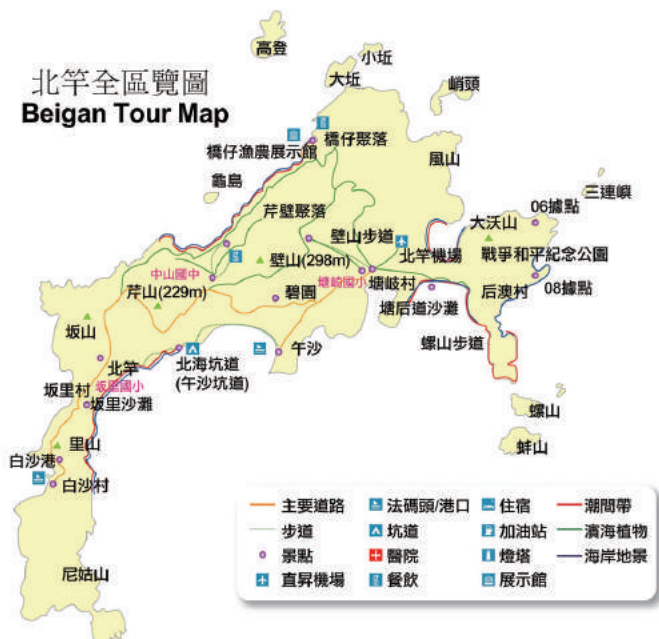 北竿全區覽圖
Beigan Tour Map
高登
小坵
大坵
峭頭
橋仔聚落
橋仔漁農展示館
風山
龜島
三連嶼
06據點
大沃山
芹壁聚落
壁山步道
北竿機場
戰爭和平紀念公園
中山國中
壁山(298m)
塘岐國小
塘岐村
后澳村
08據點
芹山(229m)
碧園
塘后道沙灘
坂山
螺山步道
北竿
北海坑道
(午沙坑道)
午沙
坂里村
坂里國小
坂里沙灘
螺山
蚌山
里山
白沙港
白沙村
尼姑山
主要道路
法碼頭/港口
住宿
潮間帶
步道
坑道
加油站
濱海植物
景點
醫院
燈塔
海岸地景
直昇機場
餐飲
展示館